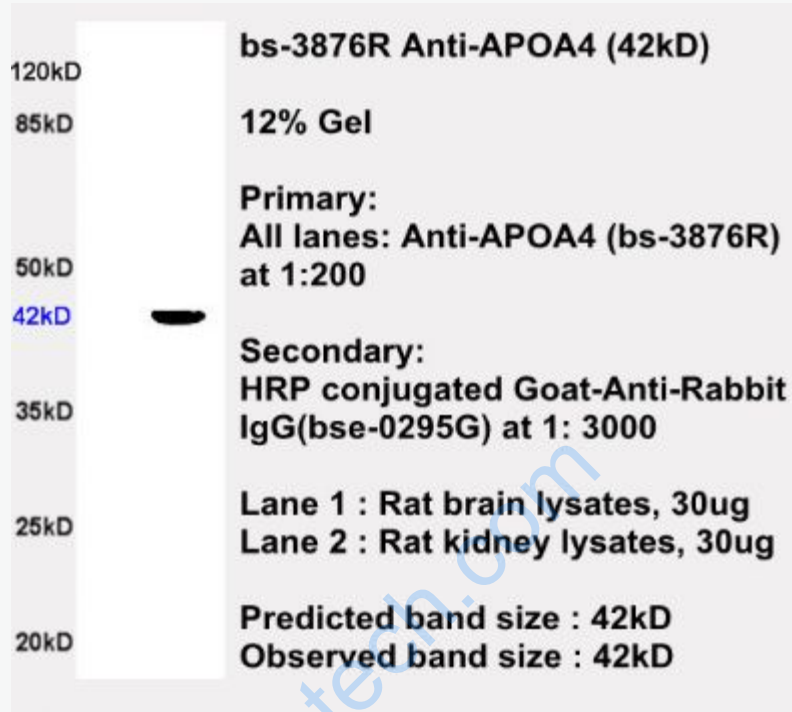 bs-3876R Anti-APOA4 (42kD)
120kD
85kD
12% Gel
Primary:
All lanes: Anti-APOA4 (bs-3876R)
50kD
at 1:200
42kD
Secondary:
HRP conjugated Goat-Anti-Rabbit
35kD
IgG(bse-0295G) at 1: 3000
Lane 1 : Rat brain lysates, 30ug
25kD
Lane 2 : Rat kidney lysates, 30ug
Predicted band size : 42kD
20kD
Observed band size : 42kD
tech.com